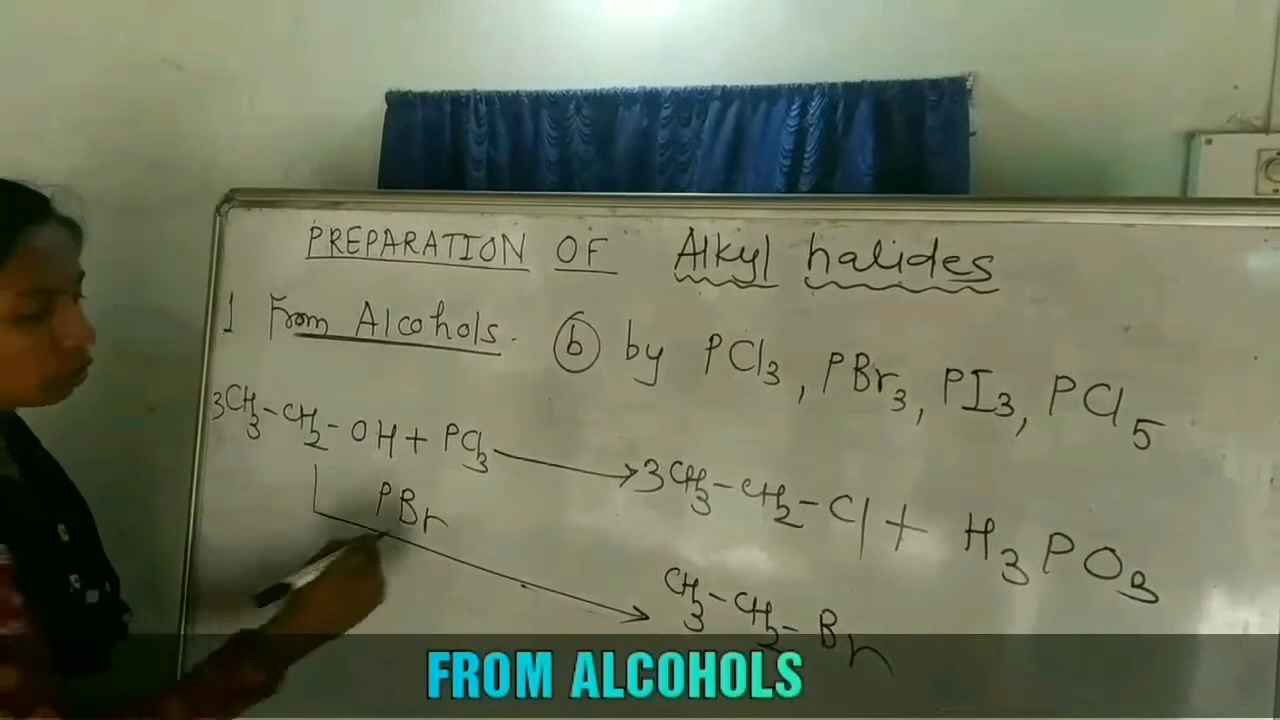 PREPARATION OF Alkyl halides
1 From Alcohols. b by PCl3, PBr3, PI3, PCl5
3CH3-CH2-OH + PCl3 → 3CH3-CH2-Cl + H3PO3
PBr
CH3-CH2-Br
FROM ALCOHOLS